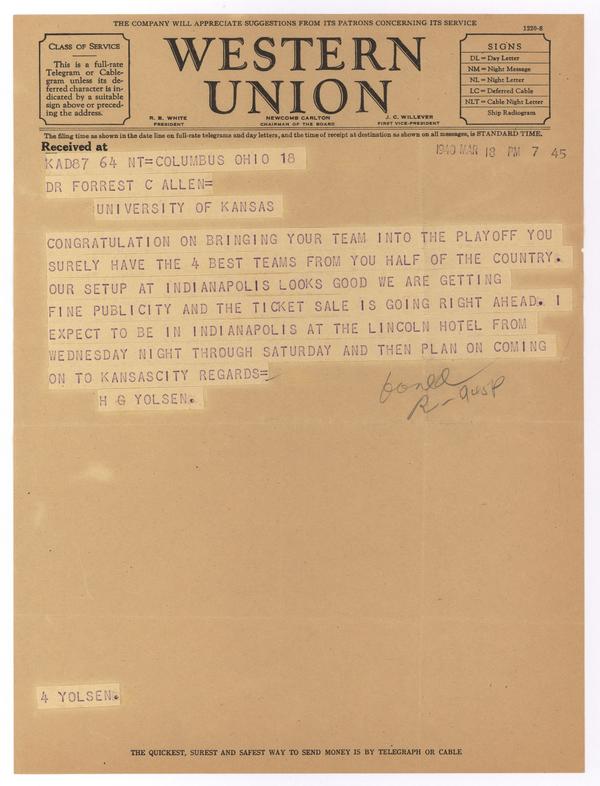 THE COMPANY WILL APPRECIATE SUGGESTIONS FROM ITS PATRONS CONCERNING ITS SERVICE
1220-S
CLASS OF SERVICE
This is a full-rate
Telegram or Cable-
gram unless its de-
ferred character is in-
dicated by a suitable
sign above or preced-
ing the address.
WESTERN
UNION
R. B. WHITE
PRESIDENT
NEWCOMB CARLTON
CHAIRMAN OF THE BOARD
J. C. WILLEVER
FIRST VICE-PRESIDENT
SIGNS
DL = Day Letter
NM = Night Message
NL = Night Letter
LC = Deferred Cable
NLT = Cable Night Letter
Ship Radiogram
The filing time as shown in the date line on full-rate telegrams and day letters, and the time of receipt at destination as shown on all messages, is STANDARD TIME.
Received at
1940 MAR 18 PM 7 45
KAD87 64 NT=COLUMBUS OHIO 18
DR FORREST C ALLEN=
UNIVERSITY OF KANSAS
CONGRATULATION ON BRINGING YOUR TEAM INTO THE PLAYOFF YOU
SURELY HAVE THE 4 BEST TEAMS FROM YOU HALF OF THE COUNTRY.
OUR SETUP AT INDIANAPOLIS LOOKS GOOD WE ARE GETTING
FINE PUBLICITY AND THE TICKET SALE IS GOING RIGHT AHEAD. I
EXPECT TO BE IN INDIANAPOLIS AT THE LINCOLN HOTEL FROM
WEDNESDAY NIGHT THROUGH SATURDAY AND THEN PLAN ON COMING
ON TO KANSASCITY REGARDS=
H G YOLSEN.
R - 945P
4 YOLSEN.
THE QUICKEST, SUREST AND SAFEST WAY TO SEND MONEY IS BY TELEGRAPH OR CABLE